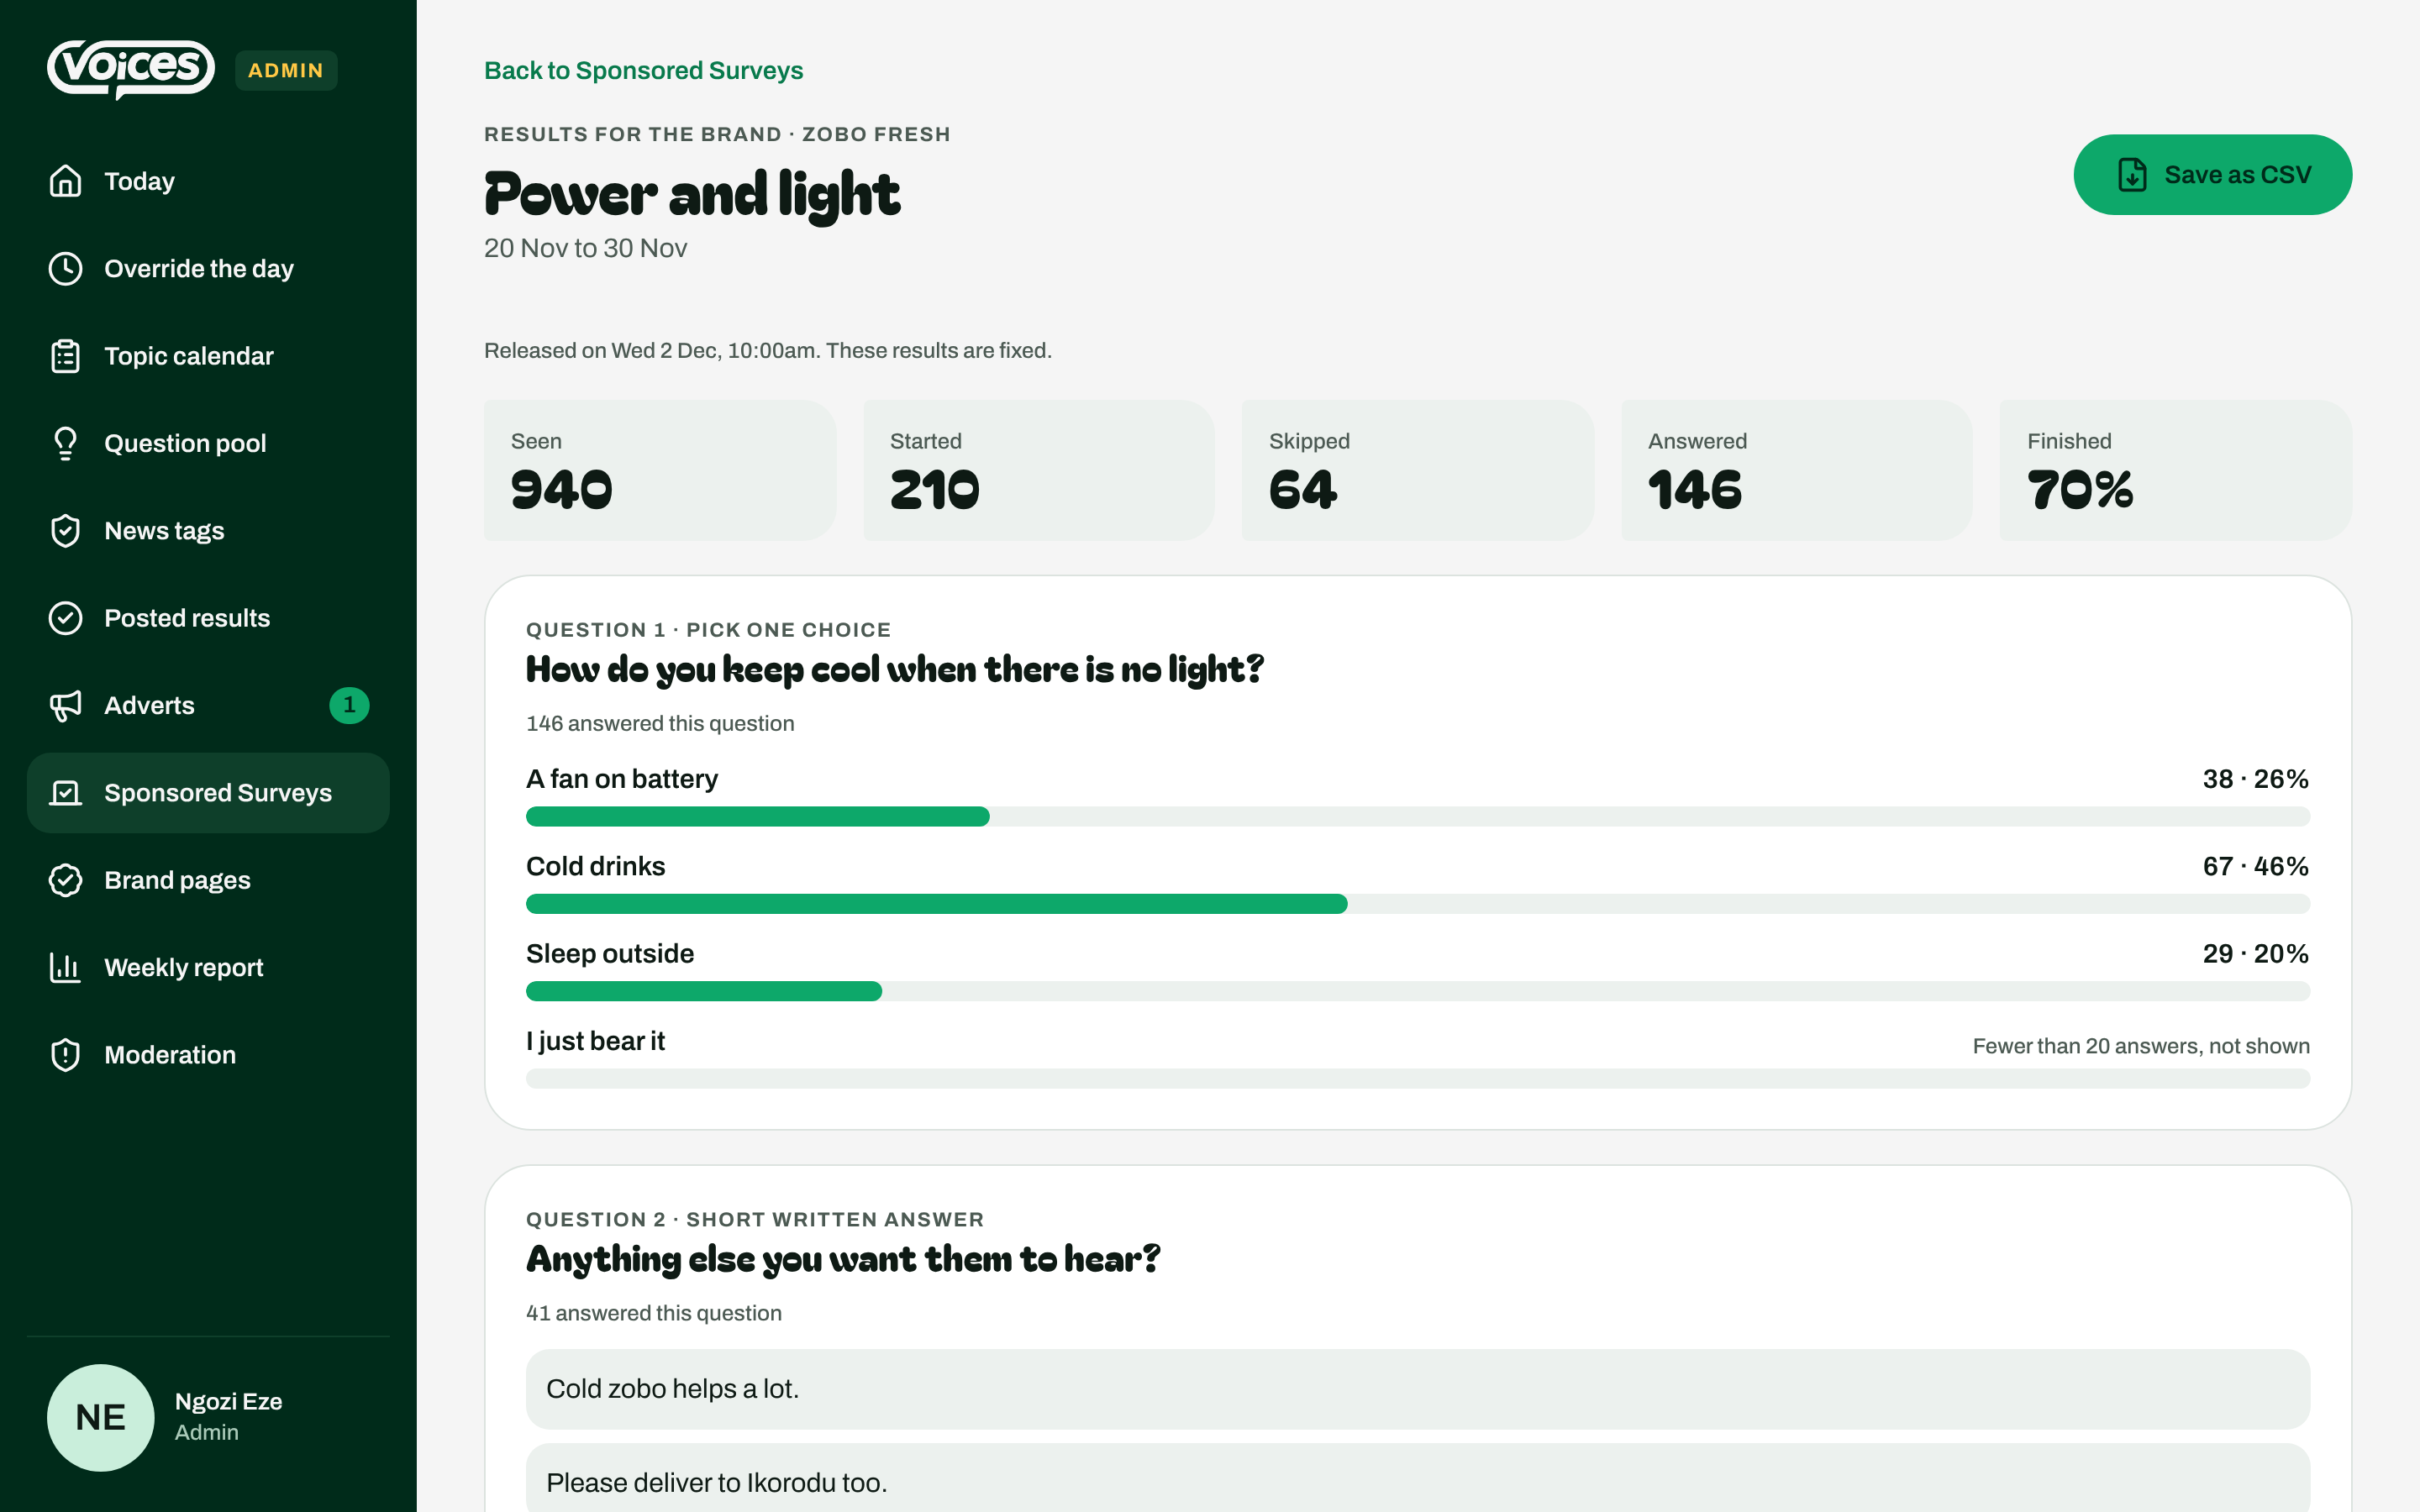 Voices
ADMIN
Today
Override the day
Topic calendar
Question pool
News tags
Posted results
Adverts
1
Sponsored Surveys
Brand pages
Weekly report
Moderation
NE
Ngozi Eze
Admin
Back to Sponsored Surveys
RESULTS FOR THE BRAND · ZOBO FRESH
Power and light
20 Nov to 30 Nov
Save as CSV
Released on Wed 2 Dec, 10:00am. These results are fixed.
Seen
940
Started
210
Skipped
64
Answered
146
Finished
70%
QUESTION 1 · PICK ONE CHOICE
How do you keep cool when there is no light?
146 answered this question
A fan on battery
38 · 26%
Cold drinks
67 · 46%
Sleep outside
29 · 20%
I just bear it
Fewer than 20 answers, not shown
QUESTION 2 · SHORT WRITTEN ANSWER
Anything else you want them to hear?
41 answered this question
Cold zobo helps a lot.
Please deliver to Ikorodu too.